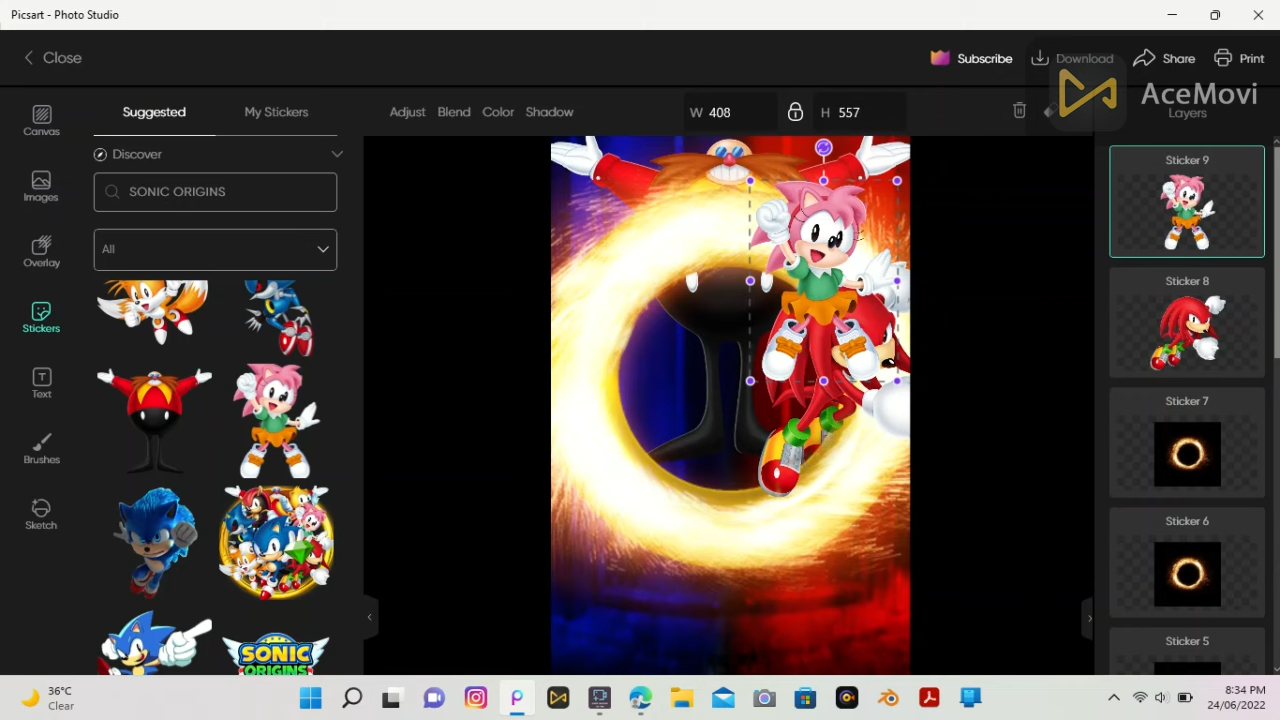 Picsart - Photo Studio
Close
Subscribe
Download
Share
Print
AceMovi
Suggested
My Stickers
Adjust
Blend
Color
Shadow
W 408
H 557
Layers
Canvas
Discover
Sticker 9
SONIC ORIGINS
Images
All
Overlay
Sticker 8
Stickers
Text
Sticker 7
Brushes
Sketch
Sticker 6
Sticker 5
SONIC
ORIGINS
36°C
Clear
8:34 PM
24/06/2022